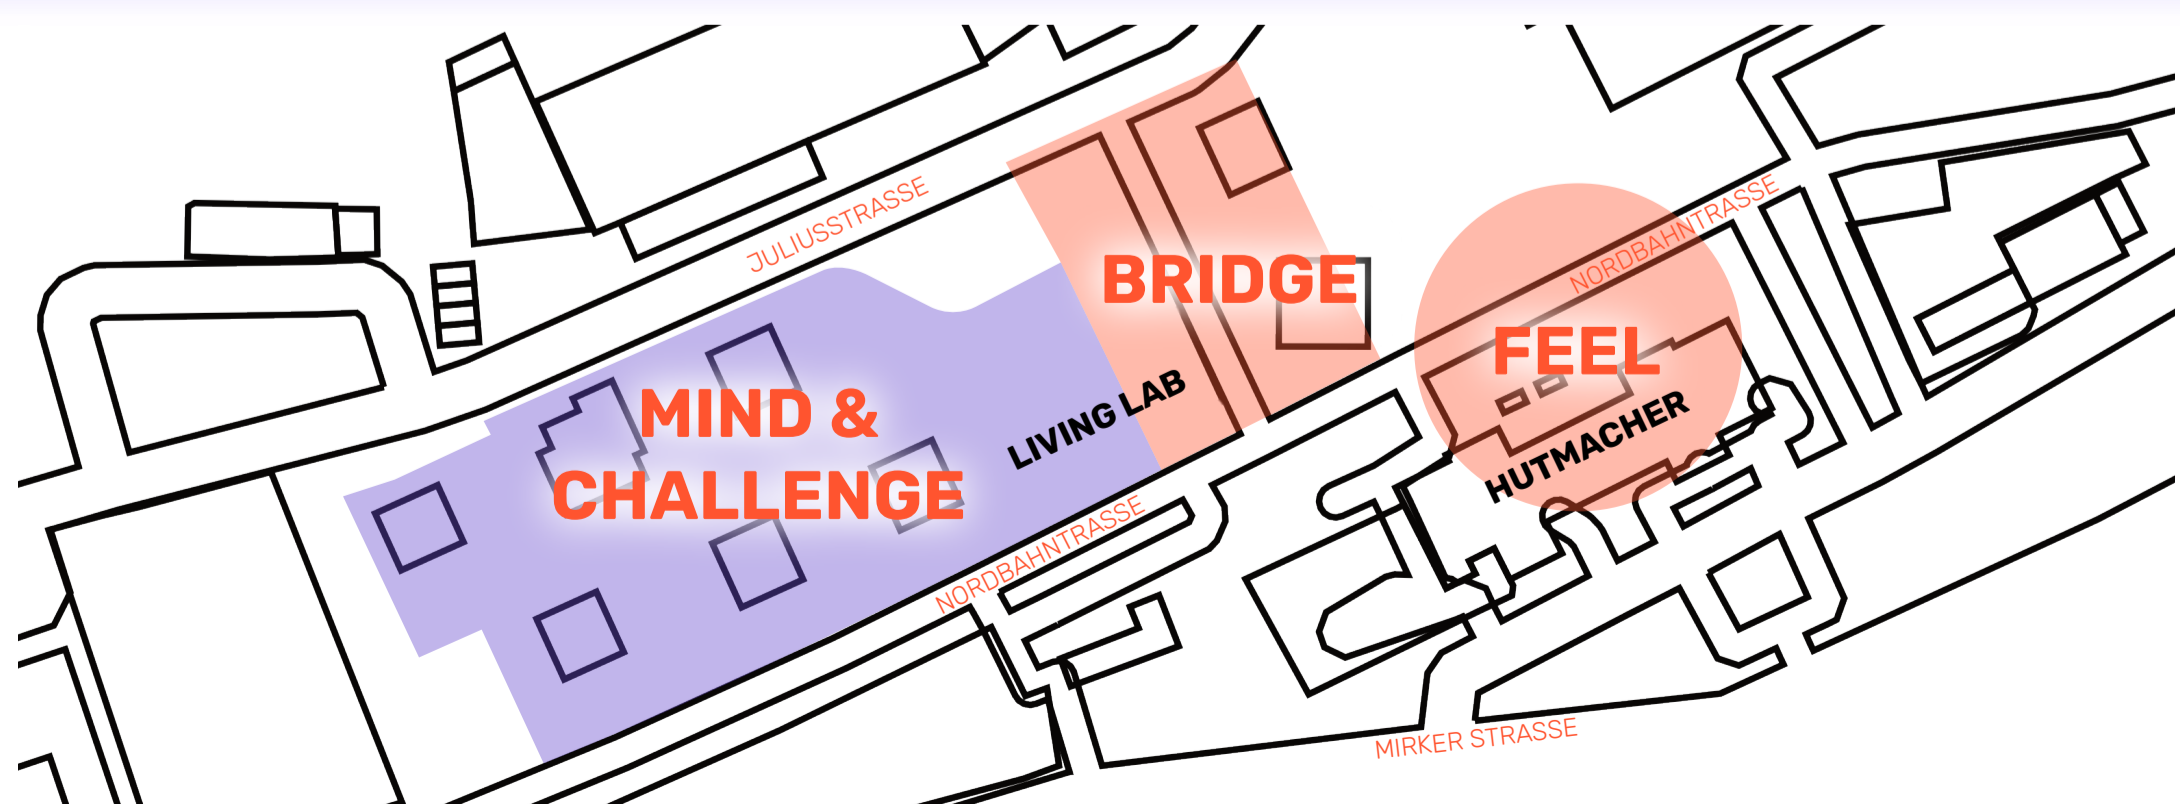 JULIUSSTRASSE
NORDBAHNTRASSE
BRIDGE
FEEL
MIND &
CHALLENGE
LIVING LAB
HUTMACHER
NORDBAHNTRASSE
MIRKER STRASSE